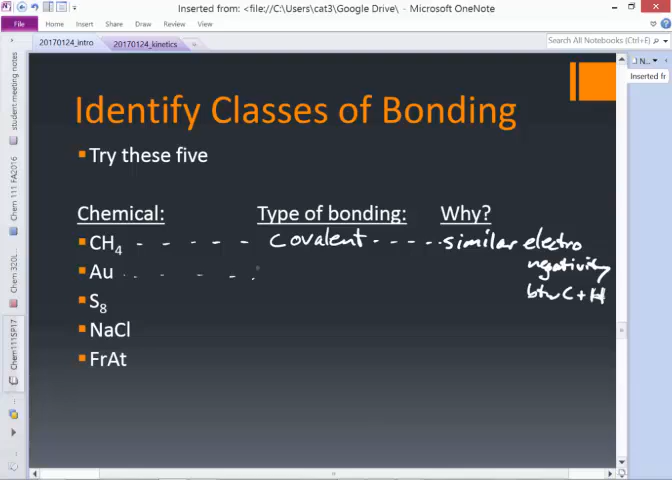 Inserted from: <file://C:\Users\cat3\Google Drive\ - Microsoft OneNote
File Home Insert Draw History Review View
20170124_intro 20170124_kinetics
Search All Notebooks (Ctrl+E)
N...
Inserted fr
student meeting notes
Chem 111 FA2016
Chem 320L...
Chem111SP17
Identify Classes of Bonding
Try these five
Chemical: Type of bonding: Why?
CH4 - - - - - covalent - - - - - similar electro
negativity
btw C + H
Au - - - - -
S8
NaCl
FrAt